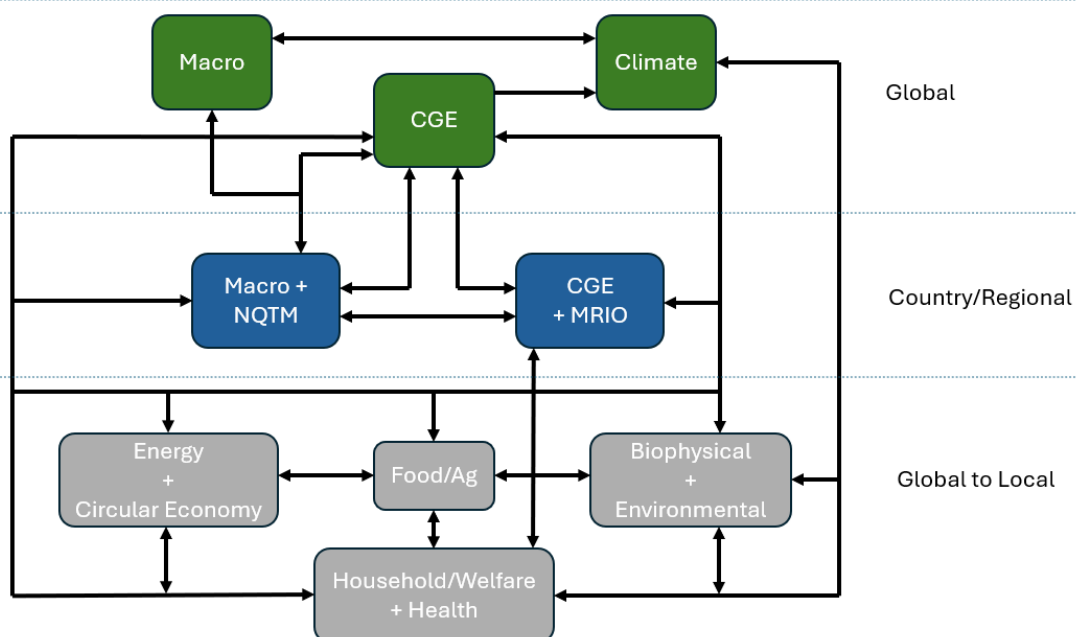 Macro
Climate
Global
CGE
Macro +
NQTM
CGE
+ MRIO
Country/Regional
Energy
+
Circular Economy
Food/Ag
Biophysical
+
Environmental
Global to Local
Household/Welfare
+ Health